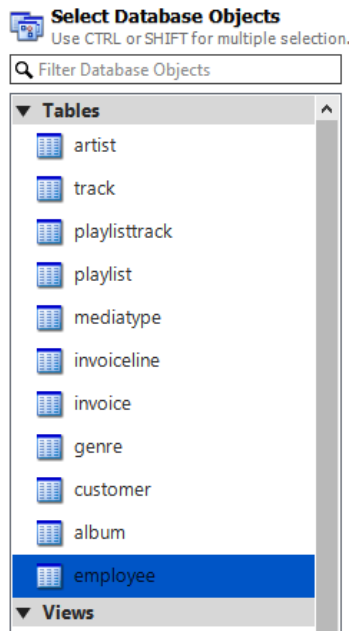 Select Database Objects
Use CTRL or SHIFT for multiple selection.
Filter Database Objects
Tables
artist
track
playlisttrack
playlist
mediatype
invoiceline
invoice
genre
customer
album
employee
Views